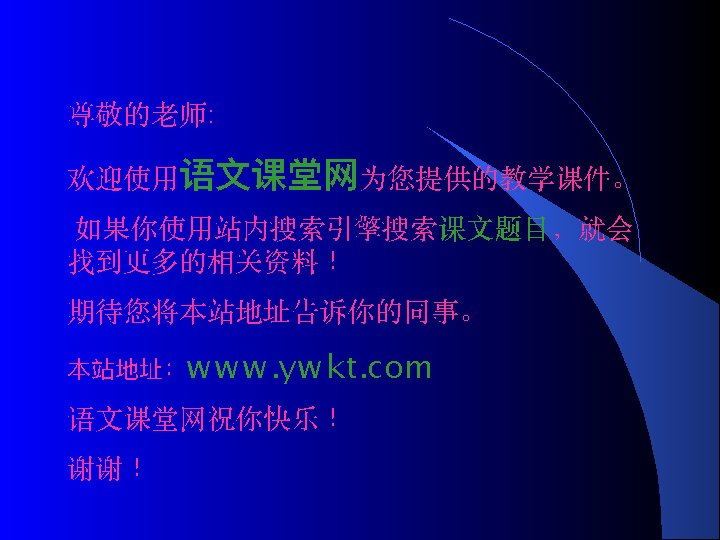 尊敬的老师:
欢迎使用语文课堂网为您提供的教学课件。
如果你使用站内搜索引擎搜索课文题目，就会
找到更多的相关资料！
期待您将本站地址告诉你的同事。
本站地址：www.ywkt.com
语文课堂网祝你快乐！
谢谢！